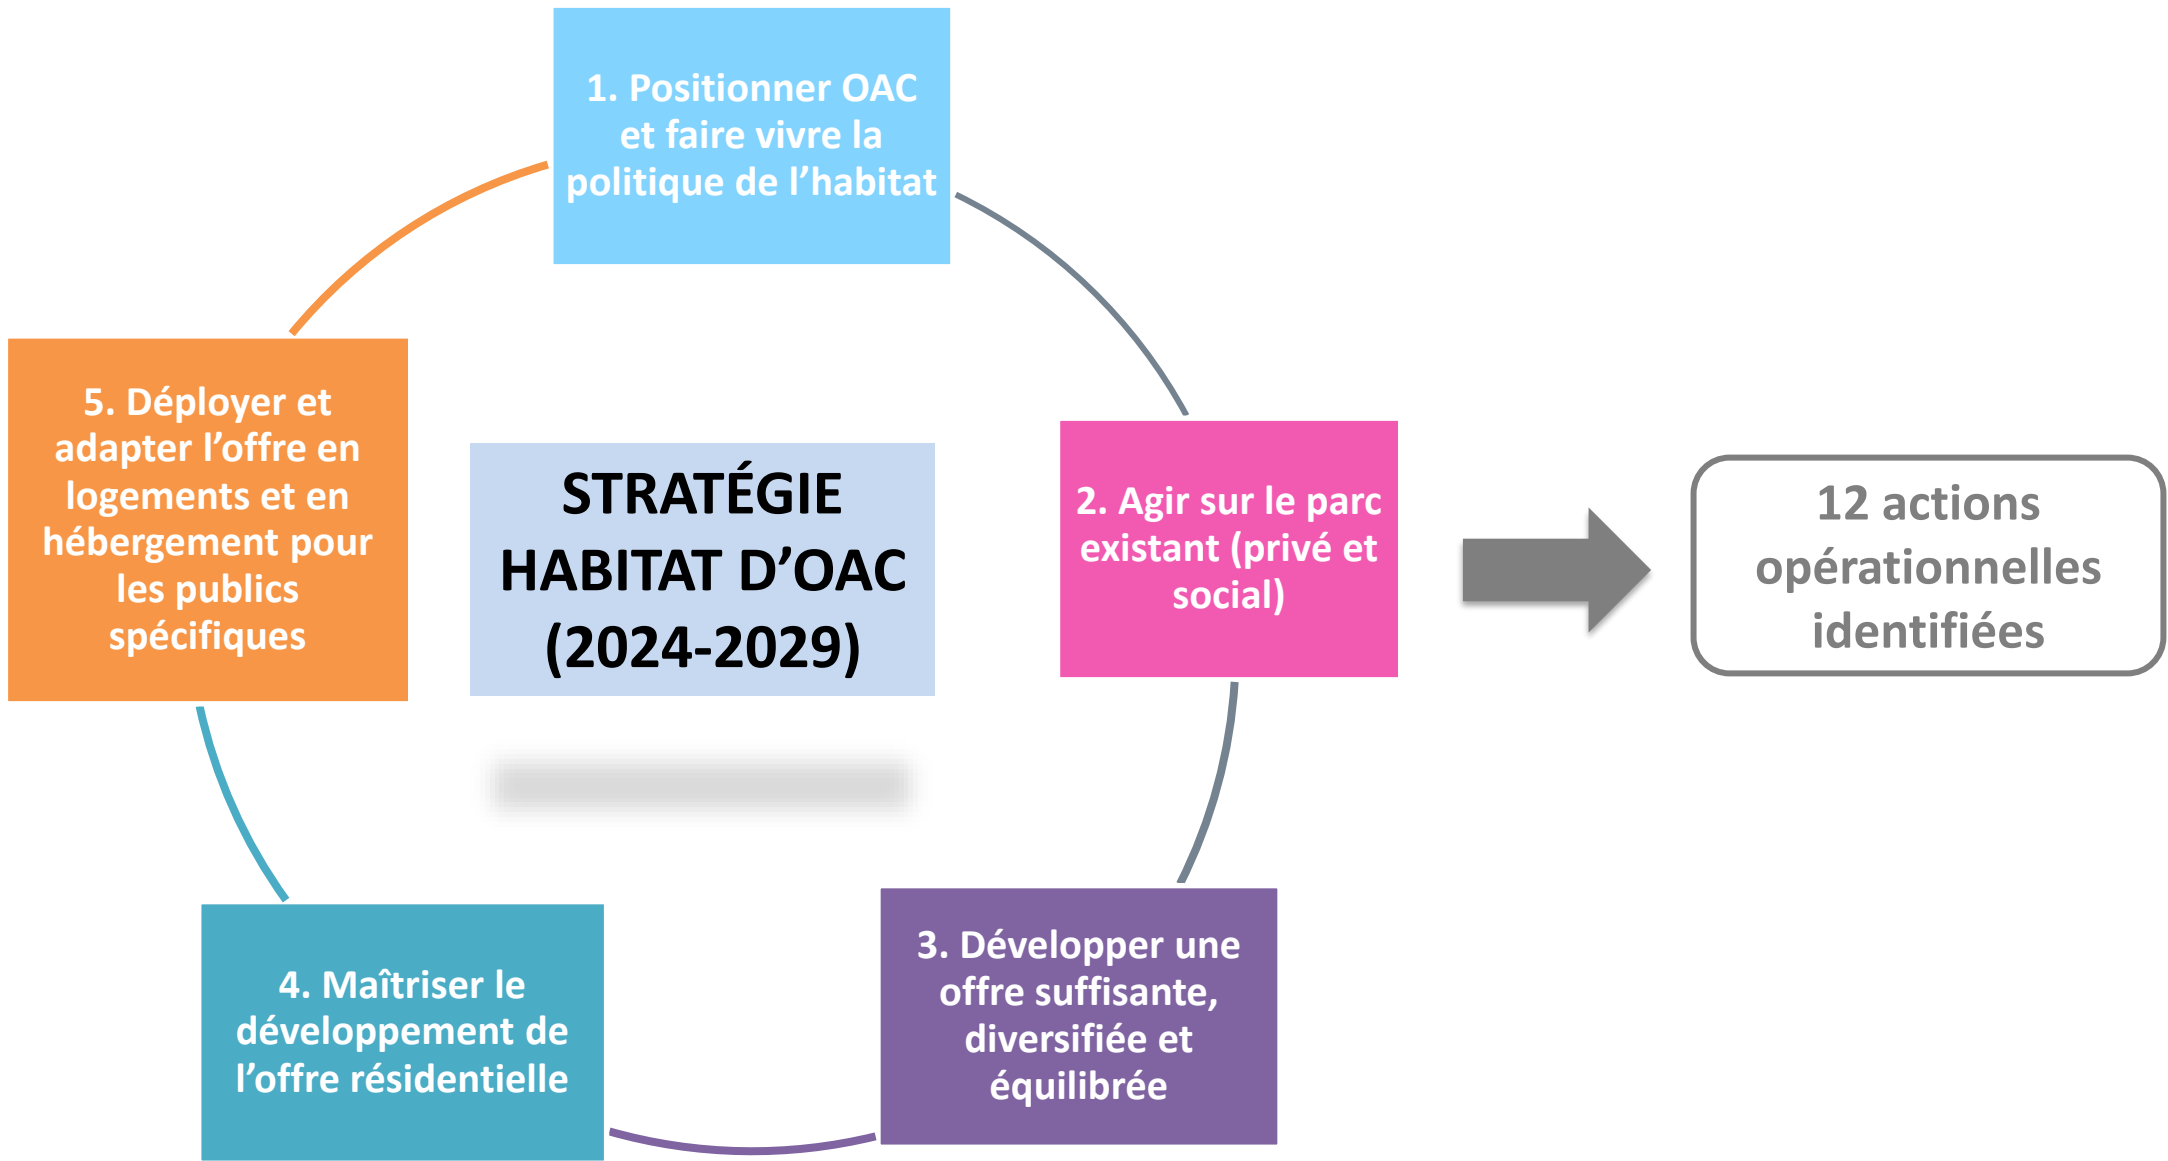 1. Positionner OAC
et faire vivre la
politique de l’habitat
2. Agir sur le parc
existant (privé et
social)
3. Développer une
offre suffisante,
diversifiée et
équilibrée
4. Maîtriser le
développement de
l’offre résidentielle
5. Déployer et
adapter l’offre en
logements et en
hébergement pour
les publics
spécifiques
STRATÉGIE
HABITAT D’OAC
(2024-2029)
12 actions
opérationnelles
identifiées